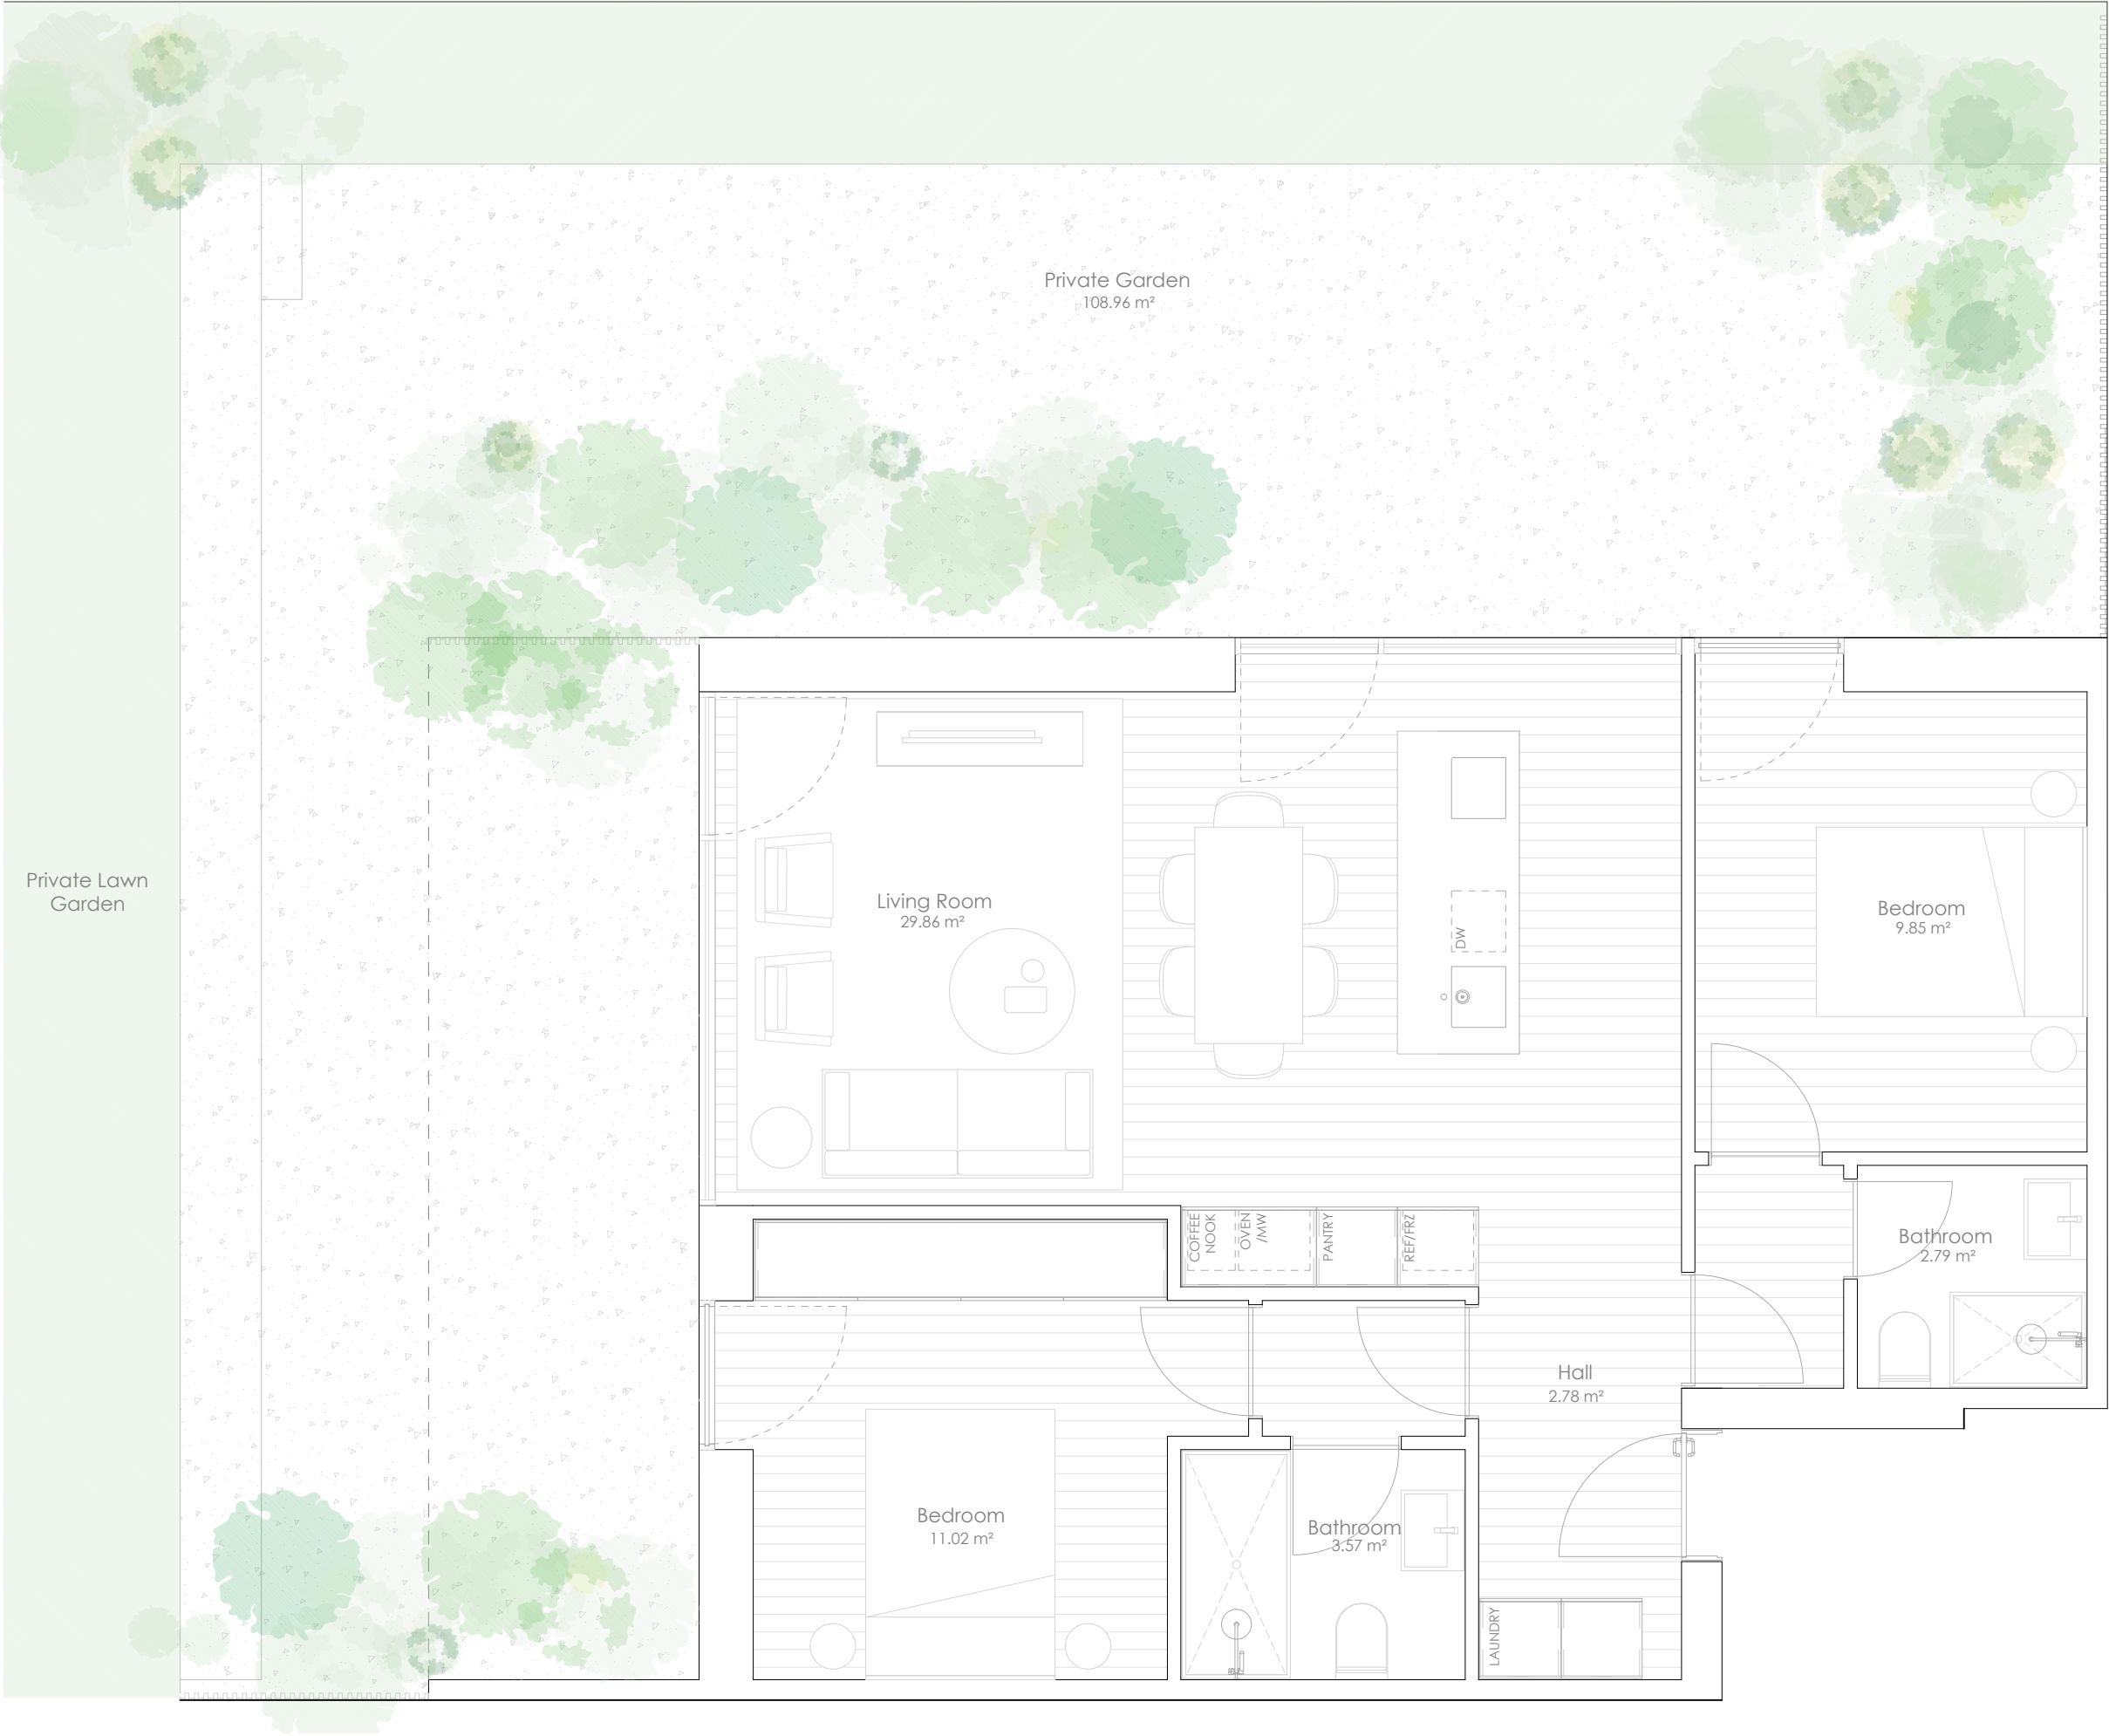 Private Garden
108.96 m²
Private Lawn
Garden
Living Room
29.86 m²
DW
Bedroom
9.85 m²
COFFEE
NOOK
OVEN
/MW
PANTRY
REF/FRZ
Bathroom
2.79 m²
Hall
2.78 m²
Bedroom
11.02 m²
Bathroom
3.57 m²
LAUNDRY